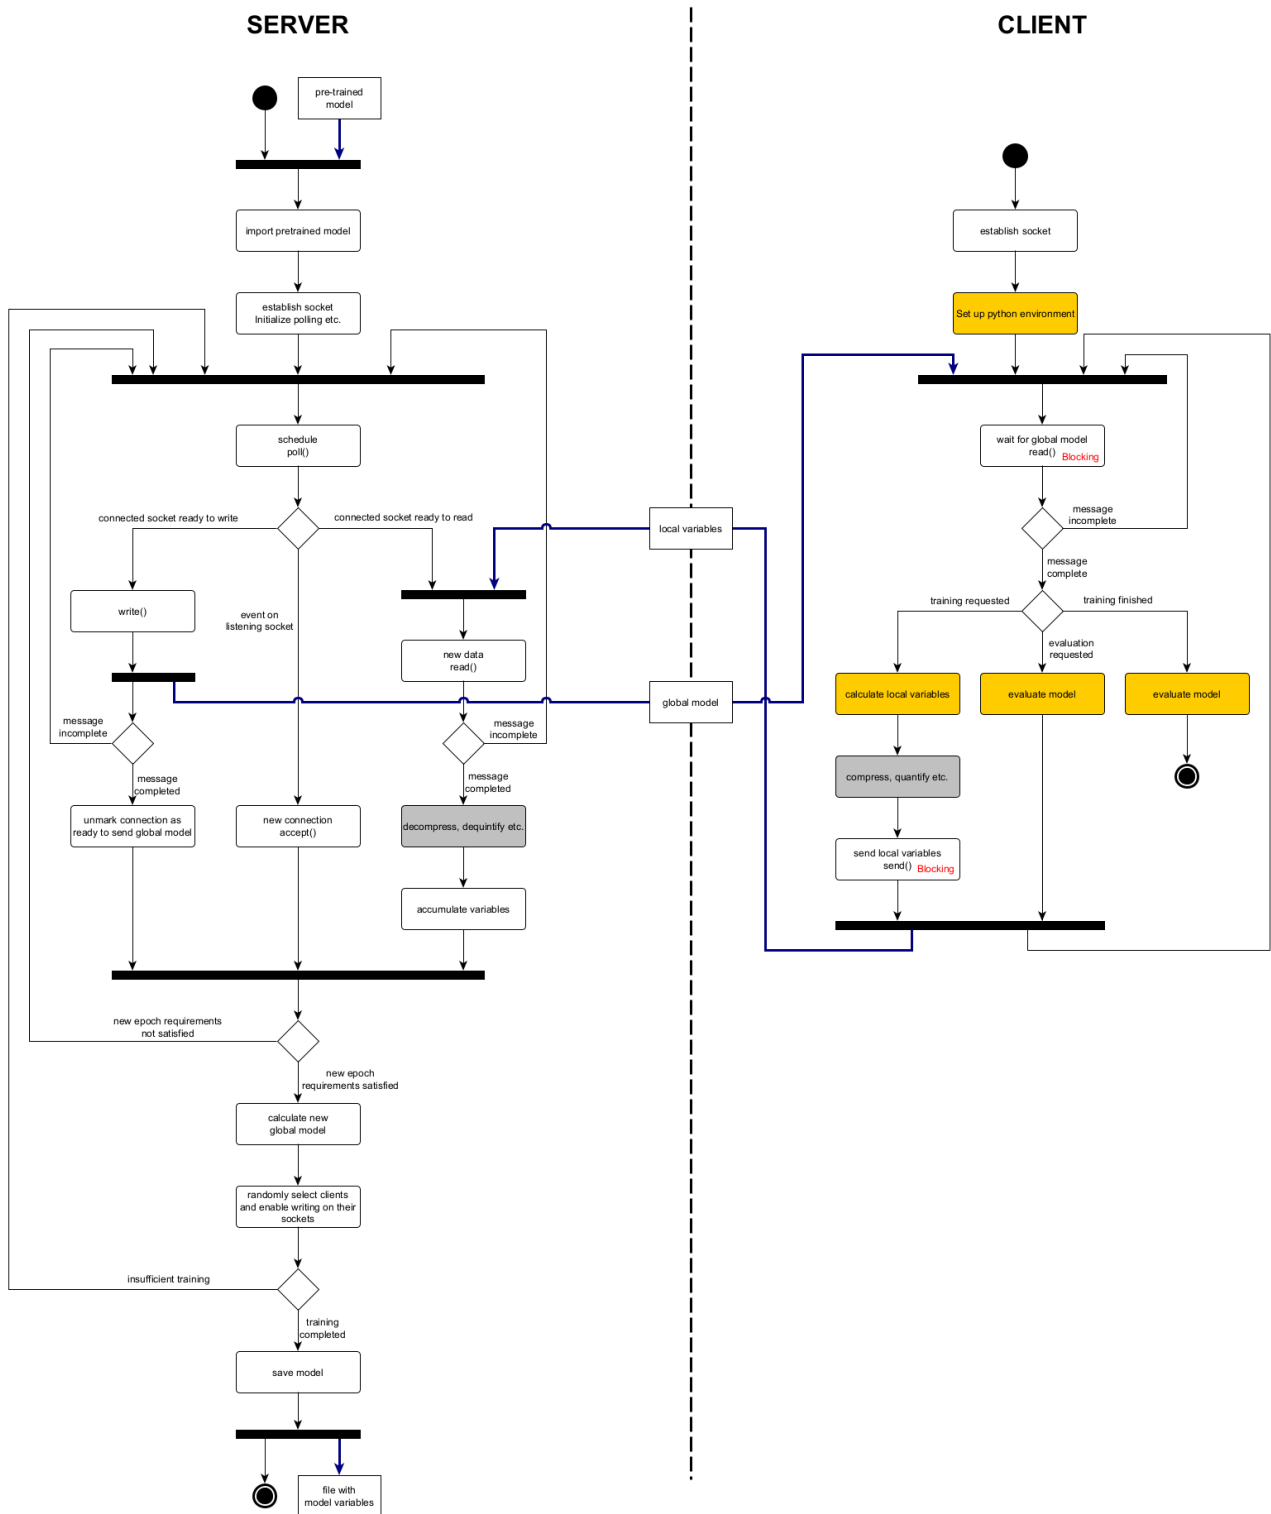 SERVER
CLIENT
pre-trained
model
import pretrained model
establish socket
establish socket
Initialize polling etc.
Set up python environment
schedule
poll()
wait for global model
read()
Blocking
connected socket ready to write
connected socket ready to read
local variables
message
incomplete
message
complete
training requested
training finished
write()
event on
listening socket
evaluation
requested
new data
read()
calculate local variables
evaluate model
evaluate model
global model
message
incomplete
message
incomplete
message
completed
message
completed
compress, quantify etc.
unmark connection as
ready to send global model
new connection
accept()
decompress, dequintify etc.
send local variables
send()
Blocking
accumulate variables
new epoch requirements
not satisfied
new epoch
requirements satisfied
calculate new
global model
randomly select clients
and enable writing on their
sockets
insufficient training
training
completed
save model
file with
model variables